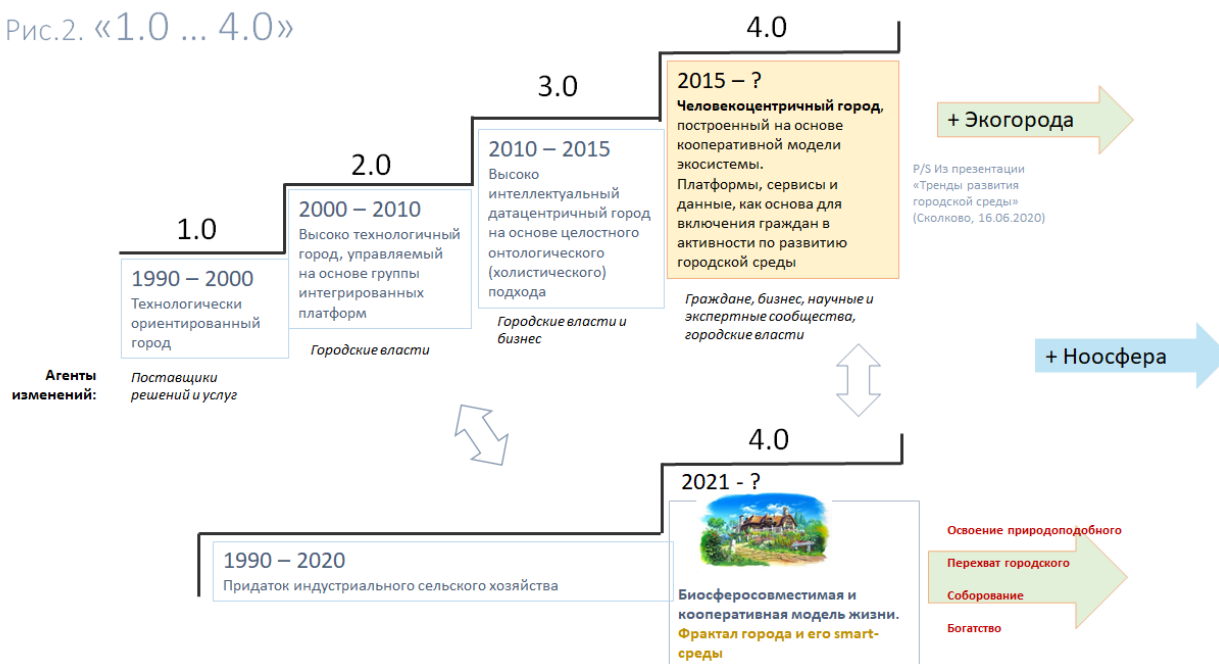 Рис.2. «1.0 ... 4.0»
1.0
1990 – 2000
Технологически
ориентированный
город
2.0
2000 – 2010
Высоко технологичный
город, управляемый
на основе группы
интегрированных
платформ
3.0
2010 – 2015
Высоко
интеллектуальный
датацентричный город
на основе целостного
онтологического
(холистического)
подхода
4.0
2015 – ?
Человекоцентричный город,
построенный на основе
кооперативной модели
экосистемы.
Платформы, сервисы и
данные, как основа для
включения граждан в
активности по развитию
городской среды
+ Экогорода
P/S Из презентации
«Тренды развития
городской среды»
(Сколково, 16.06.2020)
Агенты
изменений:
Поставщики
решений и услуг
Городские власти
Городские власти и
бизнес
Граждане, бизнес, научные и
экспертные сообщества,
городские власти
+ Ноосфера
1990 – 2020
Придаток индустриального сельского хозяйства
4.0
2021 - ?
Биосферосовместимая и
кооперативная модель жизни.
Фрактал города и его smart-
среды
Освоение природоподобного
Перехват городского
Соборование
Богатство